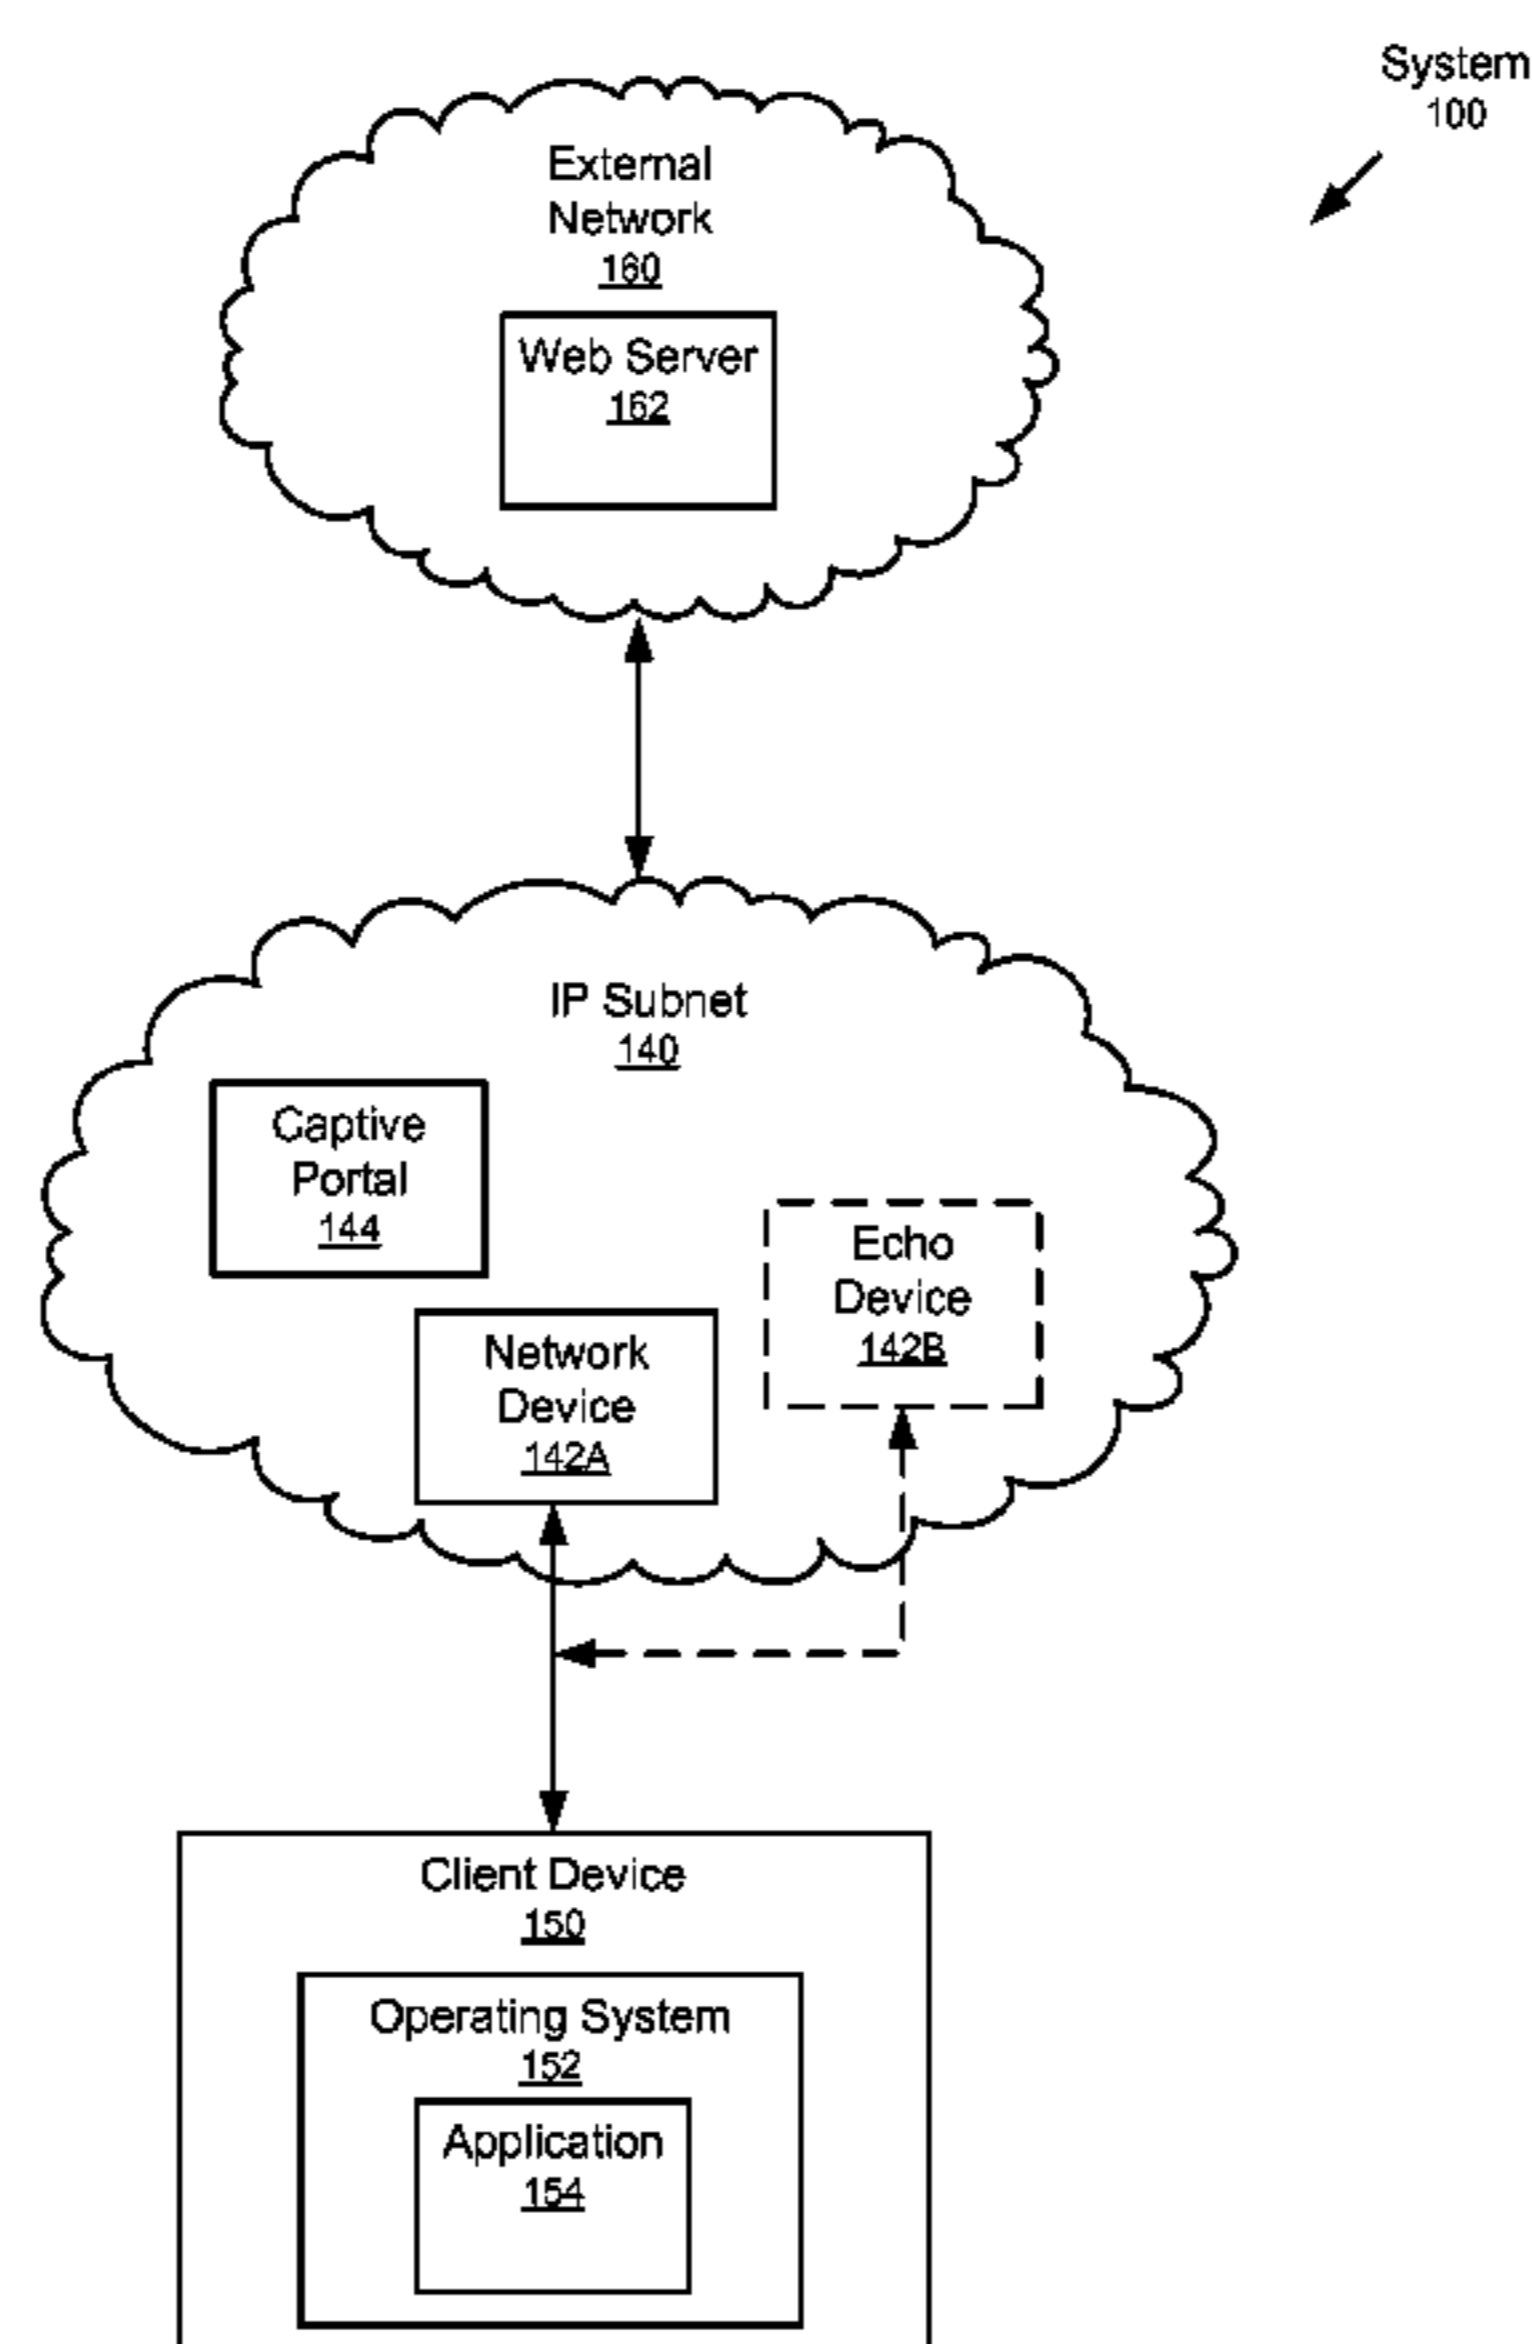 System
100
External
Network
160
Web Server
162
IP Subnet
140
Captive
Portal
144
Echo
Device
142B
Network
Device
142A
Client Device
150
Operating System
152
Application
154